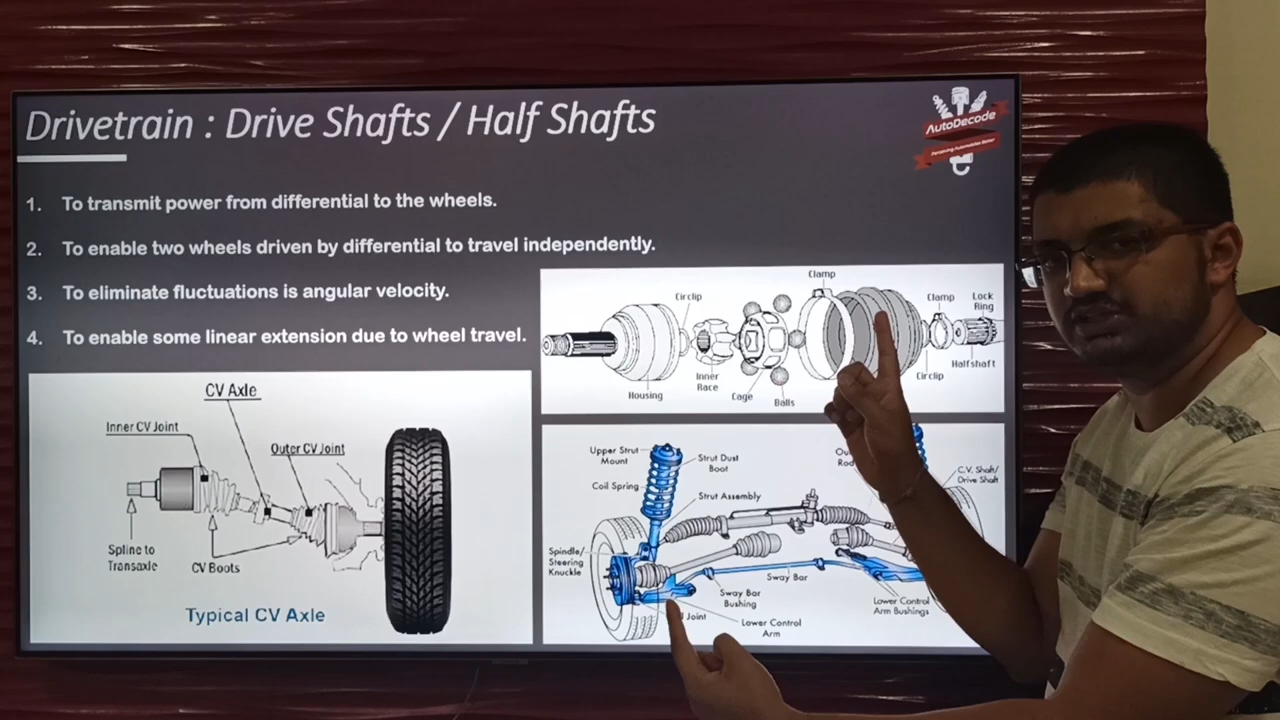 Drivetrain : Drive Shafts / Half Shafts
AutoDecode
Perceiving Automobiles Better
1. To transmit power from differential to the wheels.
2. To enable two wheels driven by differential to travel independently.
3. To eliminate fluctuations is angular velocity.
4. To enable some linear extension due to wheel travel.
Clamp
Circlip
Clamp
Lock
Ring
Inner
Race
Housing
Cage
Balls
Circlip
Halfshaft
CV Axle
Inner CV Joint
Outer CV Joint
Spline to
Transaxle
CV Boots
Typical CV Axle
Upper Strut
Mount
Strut Dust
Boot
Coil Spring
Strut Assembly
C.V. Shaft/
Drive Shaft
Spindle/
Steering
Knuckle
Sway Bar
Sway Bar
Bushing
Joint
Lower Control
Arm
Lower Control
Arm Bushings